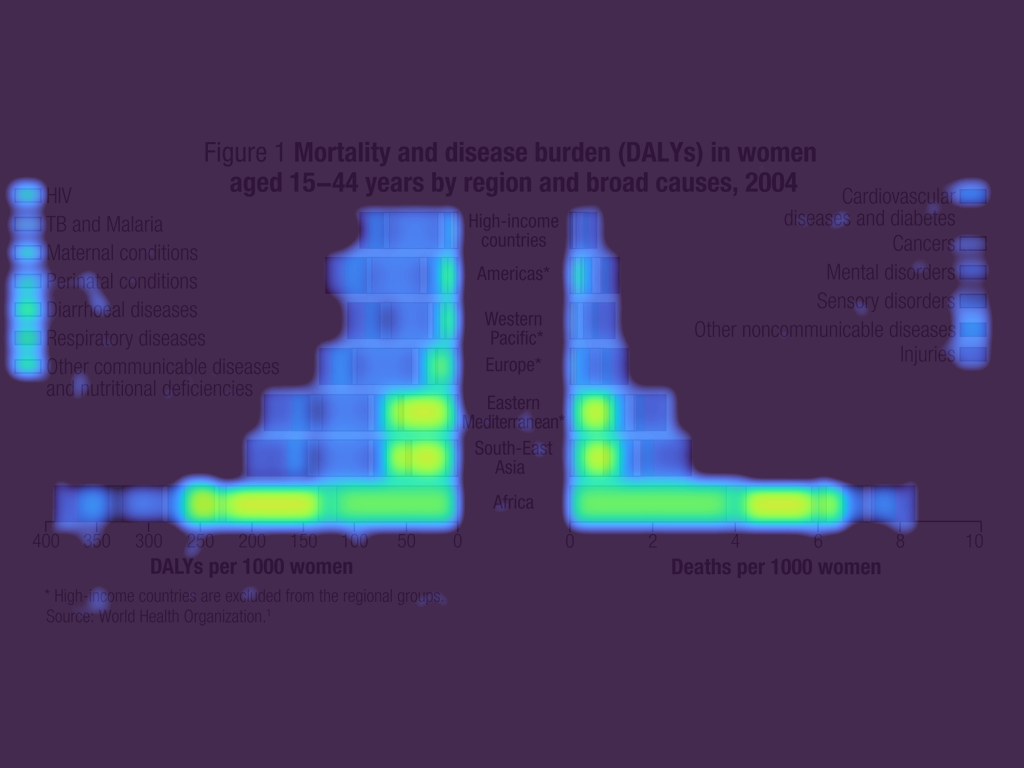 Figure 1 Mortality and disease burden (DALYs) in women
aged 15–44 years by region and broad causes, 2004
HIV
TB and Malaria
Maternal conditions
Perinatal conditions
Diarrhoeal diseases
Respiratory diseases
Other communicable diseases
and nutritional deficiencies
High-income
countries
Americas*
Western
Pacific*
Europe*
Eastern
Mediterranean*
South-East
Asia
Africa
Cardiovascular
diseases and diabetes
Cancers
Mental disorders
Sensory disorders
Other noncommunicable diseases
Injuries
400 350 300 250 200 150 100 50 0
DALYs per 1000 women
0 2 4 6 8 10
Deaths per 1000 women
* High-income countries are excluded from the regional groups.
Source: World Health Organization.¹